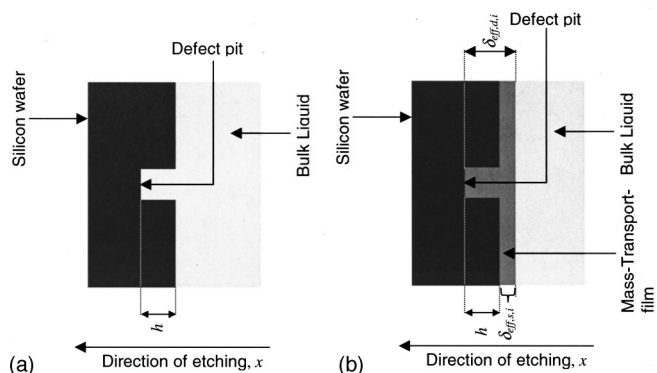 Defect pit
Silicon wafer
Bulk Liquid
h
(a)
Direction of etching, x
δeff,d,i
Defect pit
Silicon wafer
Bulk Liquid
Mass-Transport-
film
h
δeff,s,i
(b)
Direction of etching, x